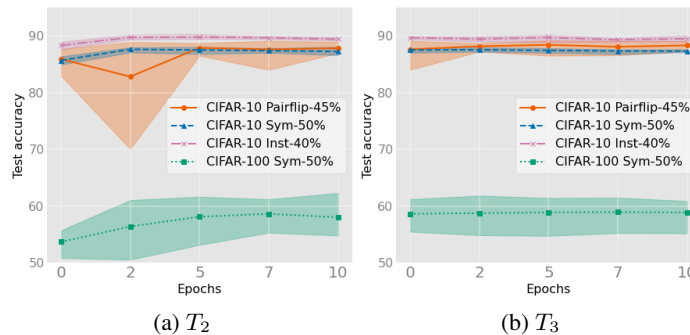 90
80
70
60
50
Test accuracy
CIFAR-10 Pairflip-45%
CIFAR-10 Sym-50%
CIFAR-10 Inst-40%
CIFAR-100 Sym-50%
0 2 5 7 10
Epochs
(a) T₂
90
80
70
60
50
Test accuracy
CIFAR-10 Pairflip-45%
CIFAR-10 Sym-50%
CIFAR-10 Inst-40%
CIFAR-100 Sym-50%
0 2 5 7 10
Epochs
(b) T₃